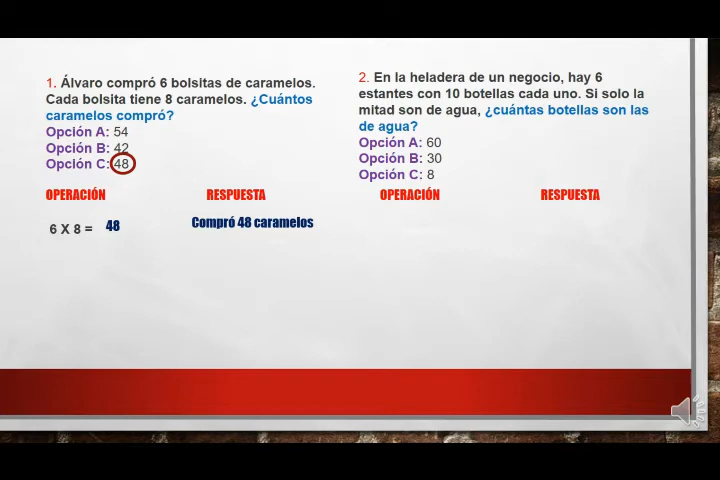 1. Álvaro compró 6 bolsitas de caramelos.
Cada bolsita tiene 8 caramelos. ¿Cuántos
caramelos compró?
Opción A: 54
Opción B: 42
Opción C: 48
OPERACIÓN
RESPUESTA
6 X 8 = 48
Compró 48 caramelos
2. En la heladera de un negocio, hay 6
estantes con 10 botellas cada uno. Si solo la
mitad son de agua, ¿cuántas botellas son las
de agua?
Opción A: 60
Opción B: 30
Opción C: 8
OPERACIÓN
RESPUESTA